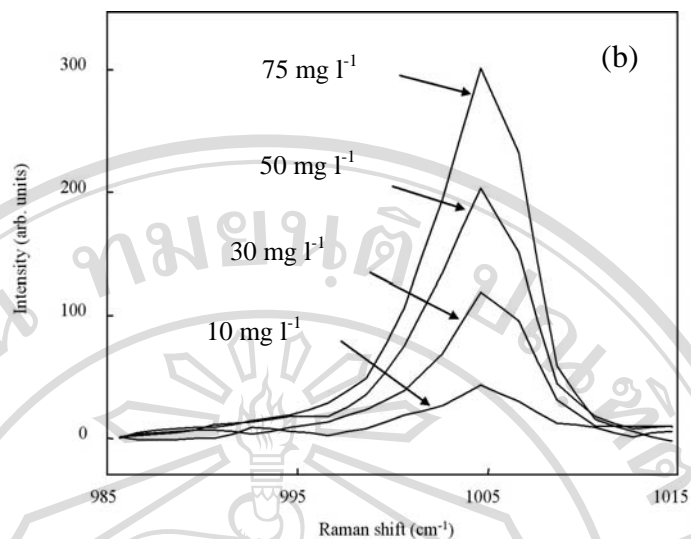 (b)
75 mg l⁻¹
50 mg l⁻¹
30 mg l⁻¹
10 mg l⁻¹
Intensity (arb. units)
300
200
100
0
985
995
1005
1015
Raman shift (cm⁻¹)